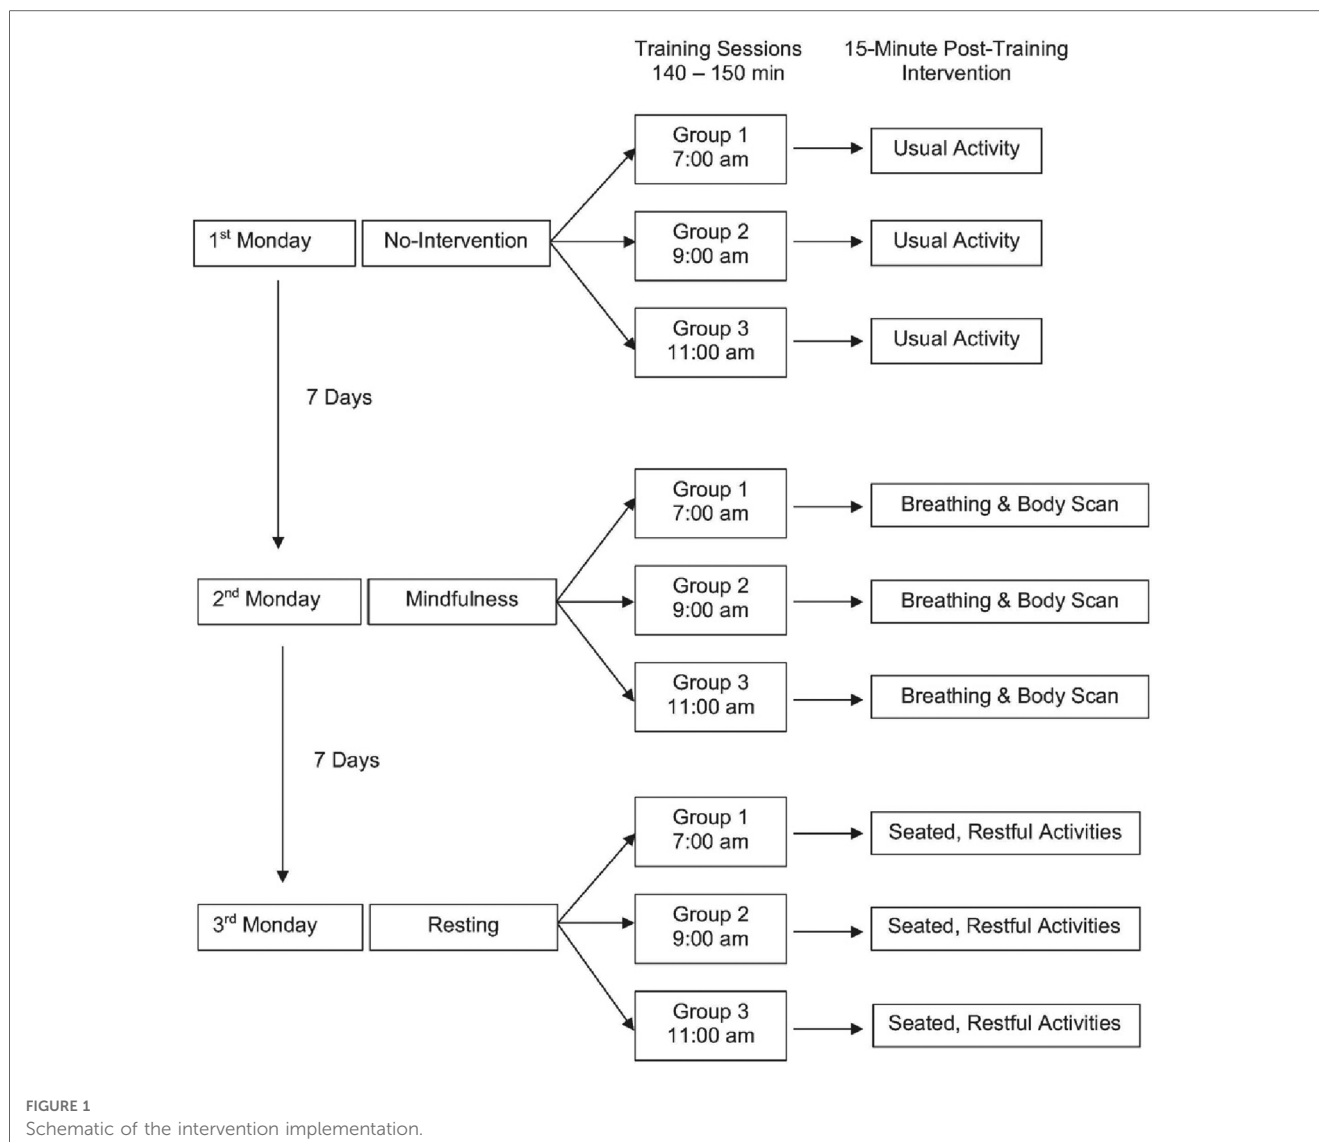 Training Sessions
140 – 150 min
15-Minute Post-Training
Intervention
Group 1
7:00 am
Usual Activity
1st Monday
No-Intervention
Group 2
9:00 am
Usual Activity
Group 3
11:00 am
Usual Activity
7 Days
Group 1
7:00 am
Breathing & Body Scan
2nd Monday
Mindfulness
Group 2
9:00 am
Breathing & Body Scan
Group 3
11:00 am
Breathing & Body Scan
7 Days
Group 1
7:00 am
Seated, Restful Activities
3rd Monday
Resting
Group 2
9:00 am
Seated, Restful Activities
Group 3
11:00 am
Seated, Restful Activities
FIGURE 1
Schematic of the intervention implementation.